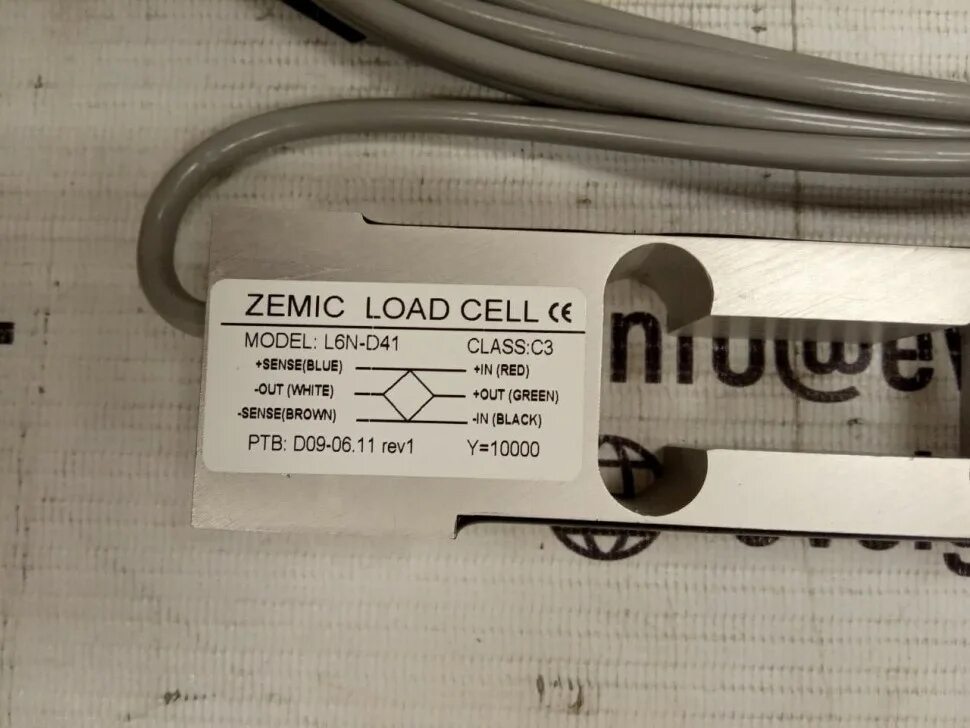 ZEMIC LOAD CELL CE
MODEL: L6N-D41 CLASS:C3
+SENSE(BLUE) +IN (RED)
-OUT (WHITE) +OUT (GREEN)
-SENSE(BROWN) -IN (BLACK)
PTB: D09-06.11 rev1 Y=10000